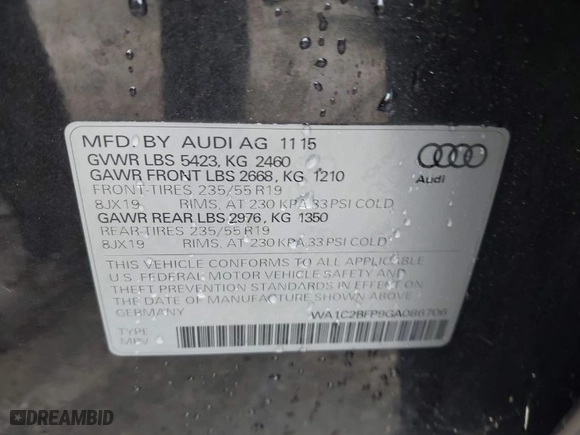 MFD. BY AUDI AG 11 15
GVWR LBS 5423, KG 2460
GAWR FRONT LBS 2668, KG 1210
FRONT-TIRES 235/55 R19
8JX19 RIMS, AT 230 KPA,33 PSI COLD
GAWR REAR LBS 2976, KG 1350
REAR-TIRES 235/55 R19
8JX19 RIMS, AT 230 KPA,33 PSI COLD
THIS VEHICLE CONFORMS TO ALL APPLICABLE
U.S. FEDERAL MOTOR VEHICLE SAFETY AND
THEFT PREVENTION STANDARDS IN EFFECT ON
THE DATE OF MANUFACTURE SHOWN ABOVE.
GERMANY
WA1C2BFP9GA086706
TYPE:
MPV
Audi
DREAMBID